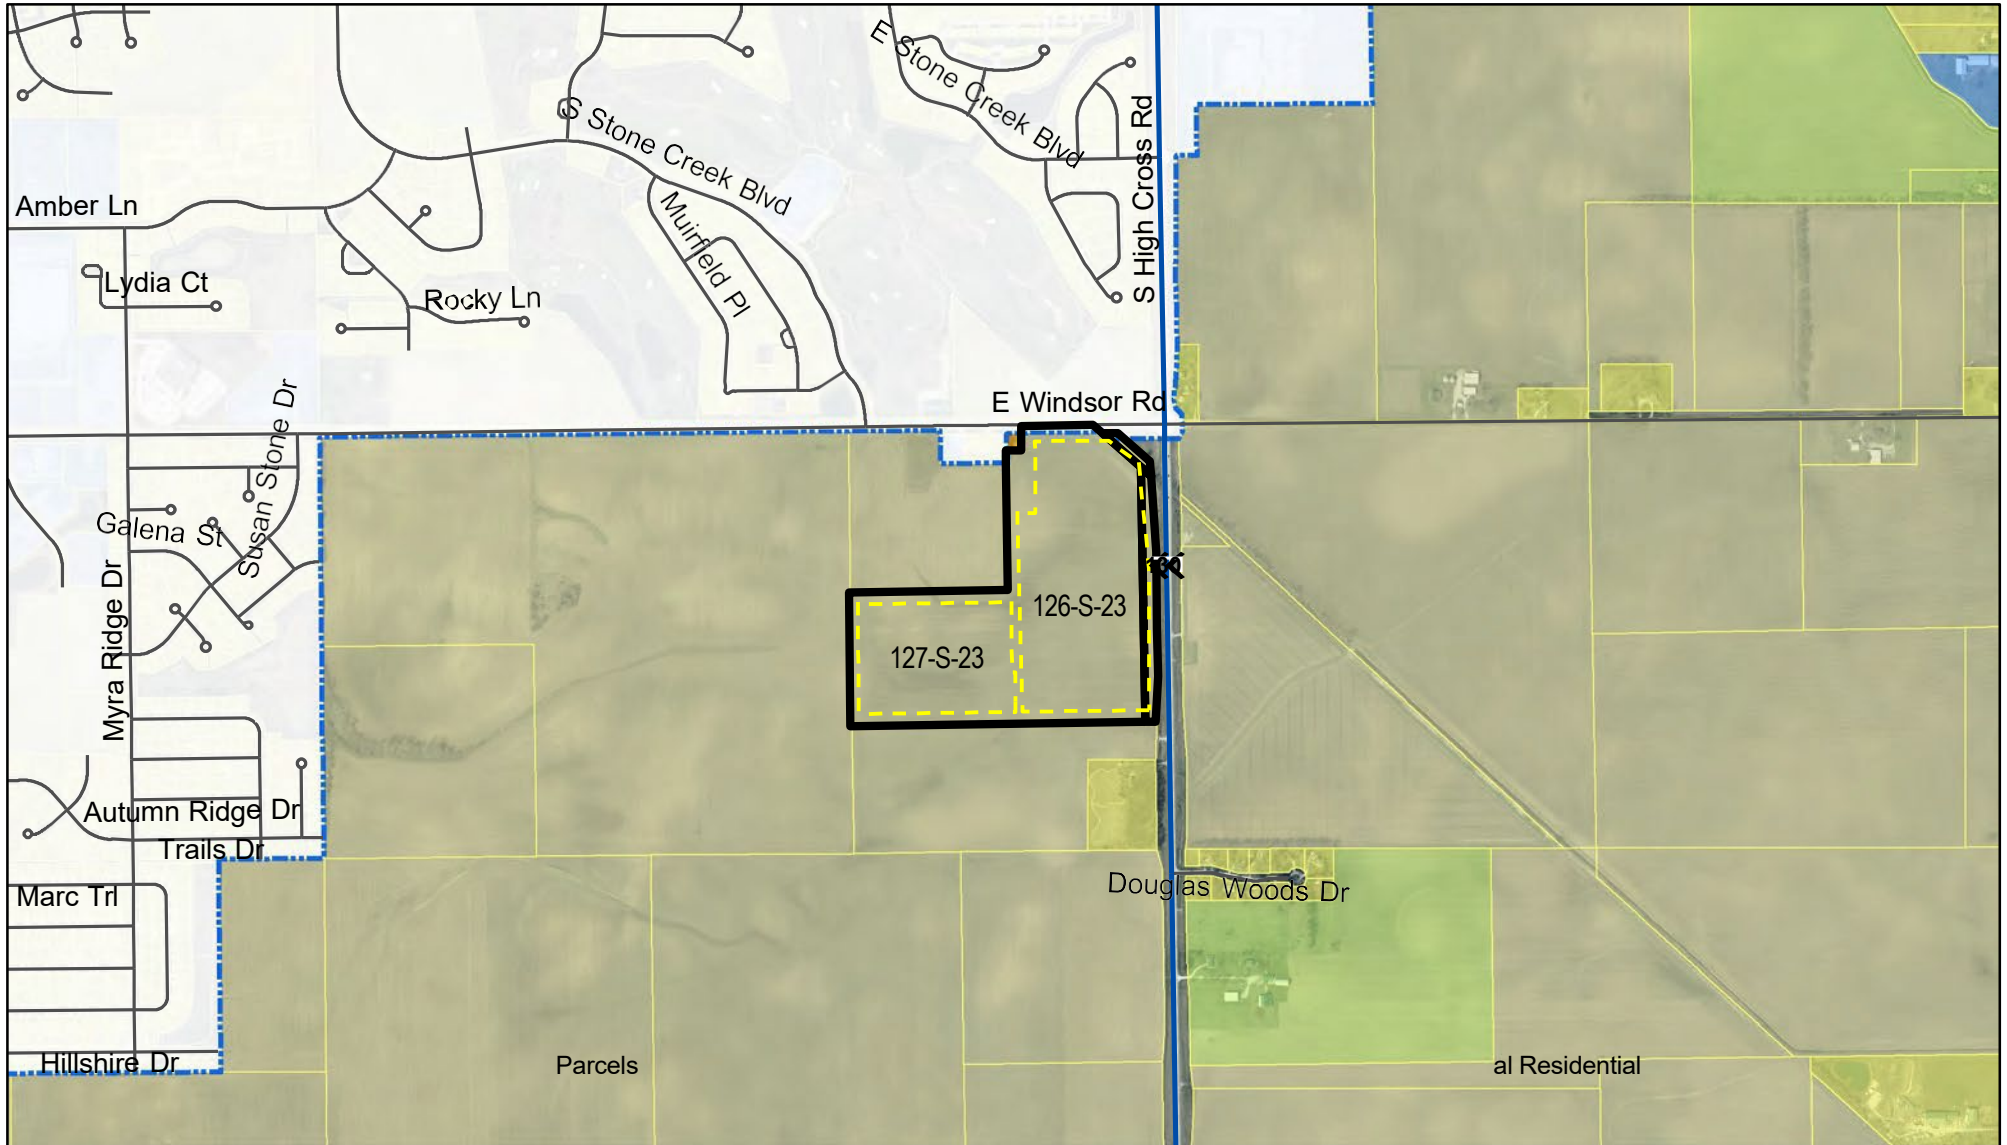 E Stone Creek Blvd
S Stone Creek Blvd
S High Cross Rd
Amber Ln
Muirfield Pl
Lydia Ct
Rocky Ln
E Windsor Rd
Susan Stone Dr
Galena St
Myra Ridge Dr
126-S-23
127-S-23
Autumn Ridge Dr
Trails Dr
Marc Trl
Douglas Woods Dr
Hillshire Dr
Parcels
al Residential